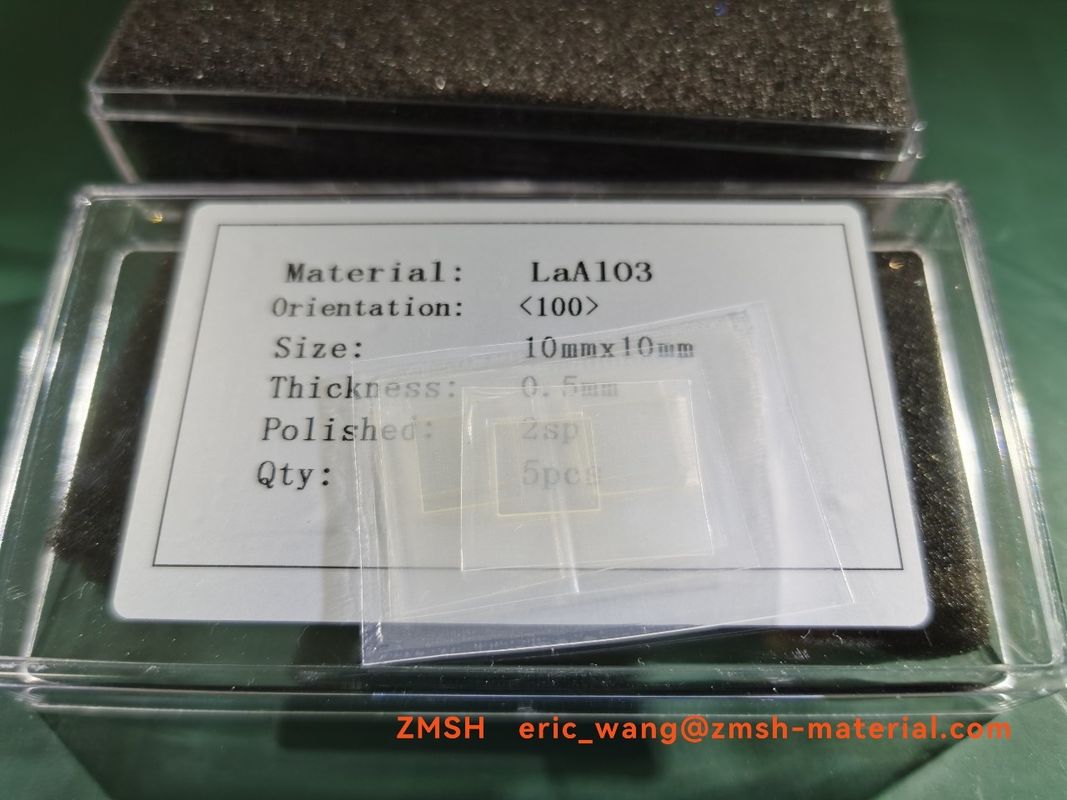 Material: LaAlO3
Orientation: <100>
Size: 10mmx10mm
Thickness: 0.5mm
Polished: 2sp
Qty: 5pcs
ZMSH eric_wang@zmsh-material.com